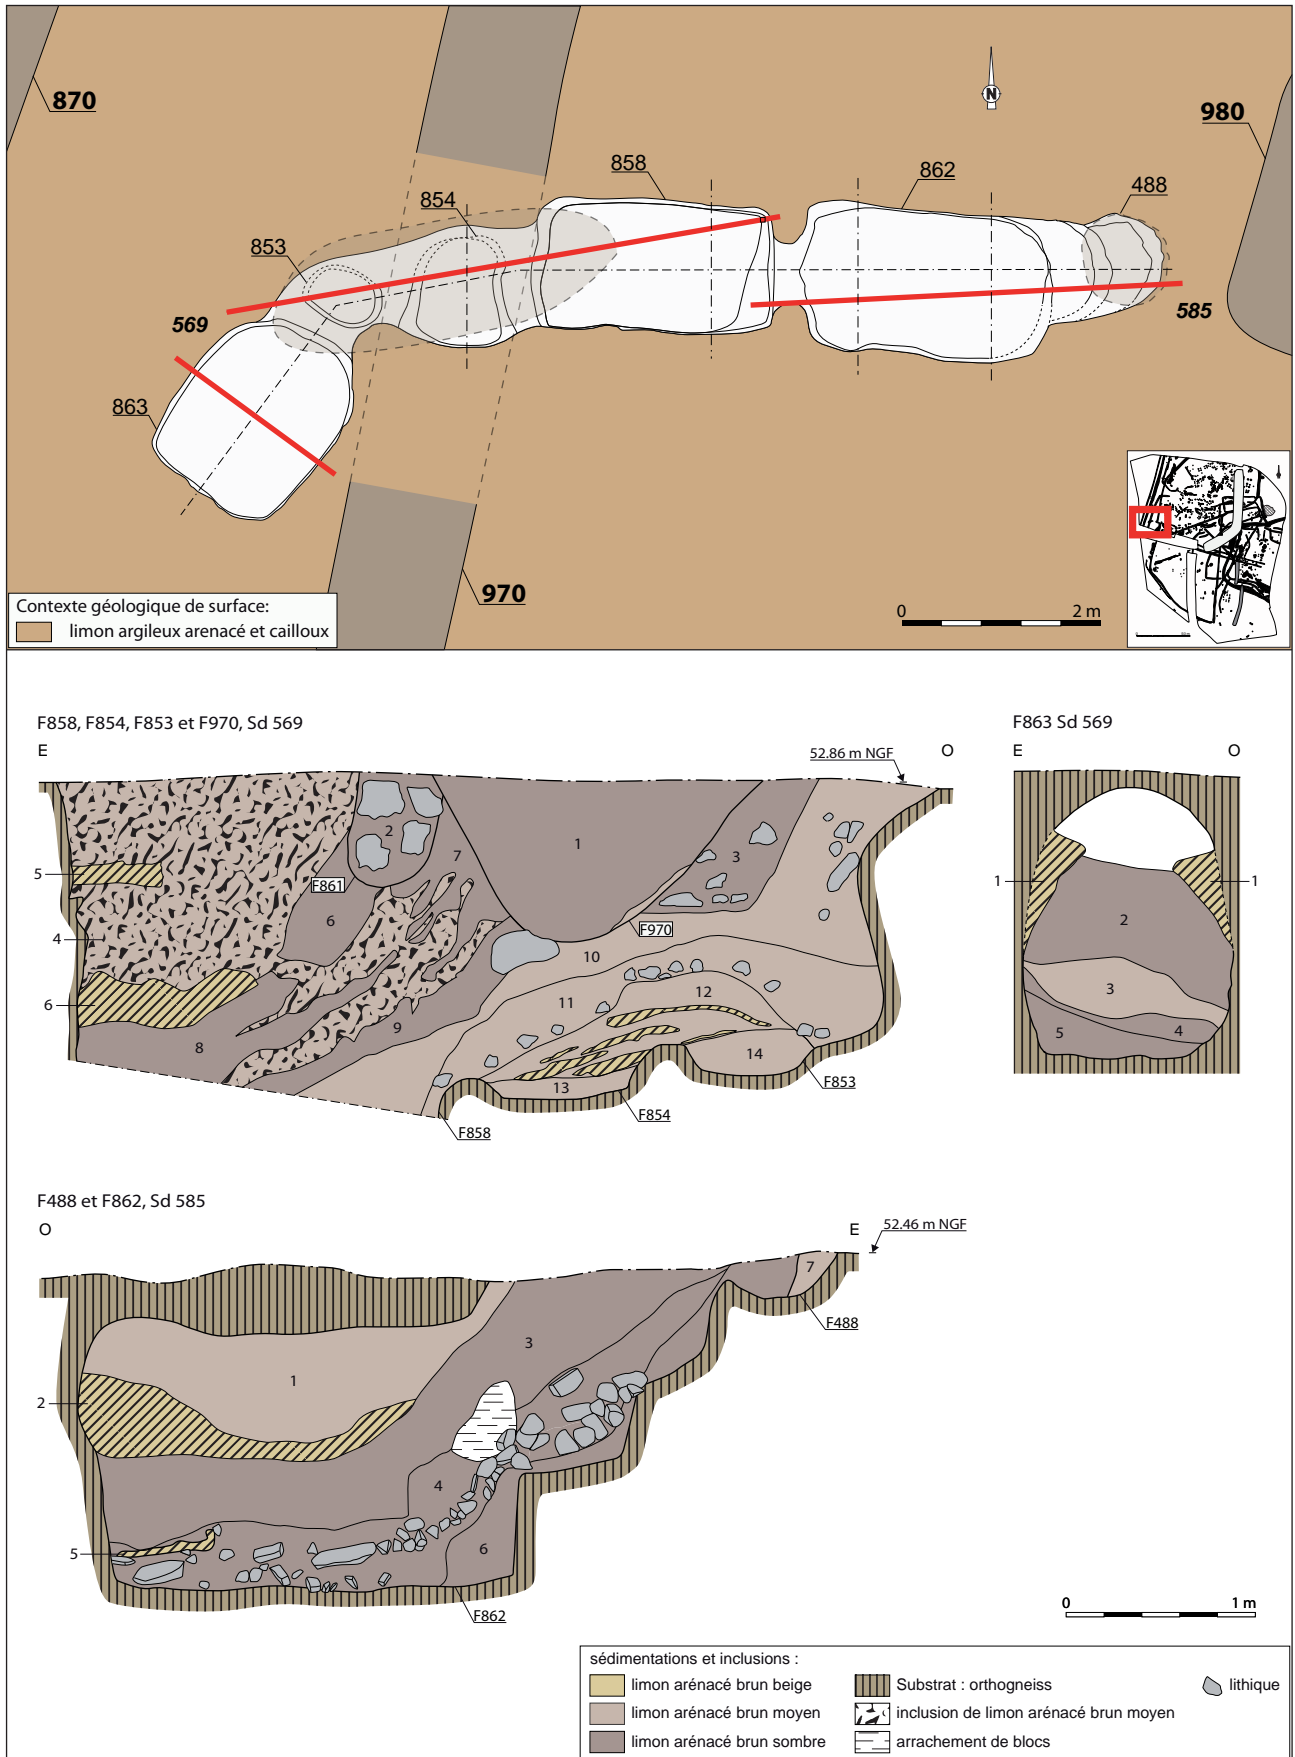 870
N
980
858
862
488
854
853
569
585
863
970
Contexte géologique de surface:
limon argileux arenacé et cailloux
0 2 m
F858, F854, F853 et F970, Sd 569
E
52.86 m NGF
O
2
1
3
7
5
F861
6
4
F970
10
6
11
12
9
8
14
13
F853
F854
F858
F863 Sd 569
E O
1 1
2
3
4
5
F488 et F862, Sd 585
O
E
52.46 m NGF
7
F488
3
1
2
4
5
6
F862
0 1 m
sédimentations et inclusions :
limon arénacé brun beige
limon arénacé brun moyen
limon arénacé brun sombre
Substrat : orthogneiss
inclusion de limon arénacé brun moyen
arrachement de blocs
lithique